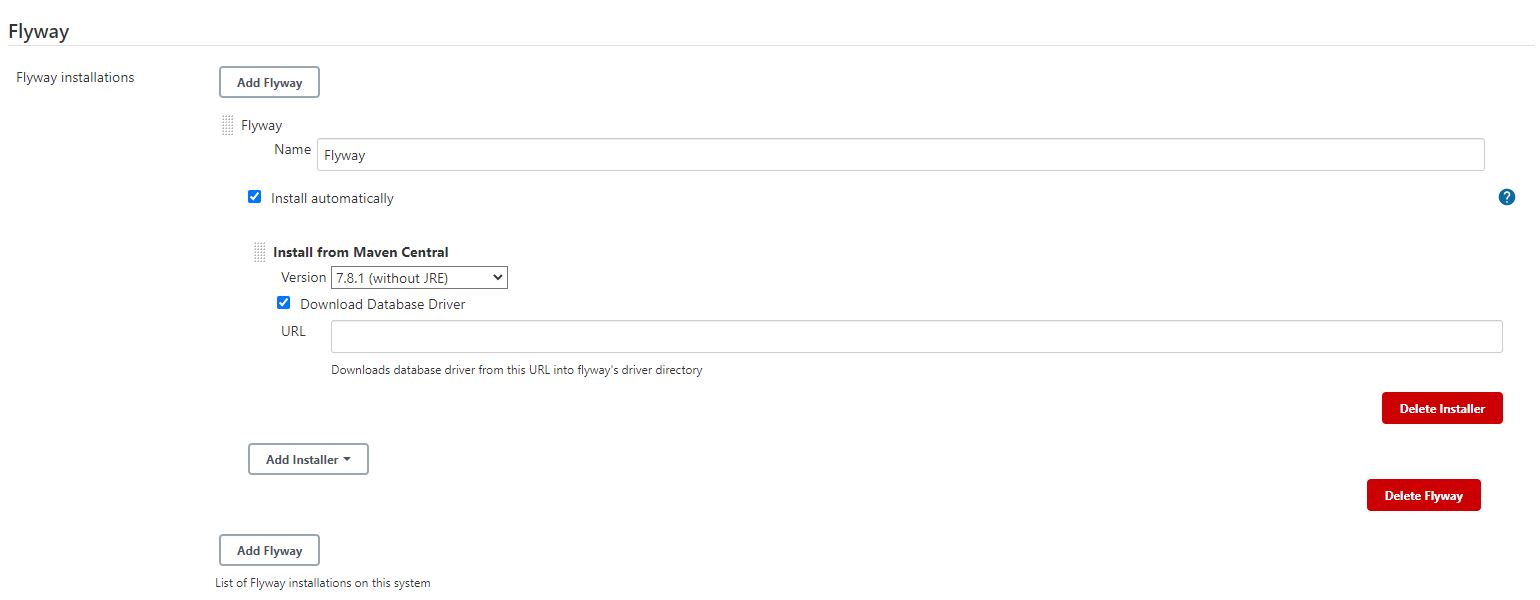 Flyway
Flyway installations
Add Flyway
Flyway
Name Flyway
Install automatically
?
Install from Maven Central
Version 7.8.1 (without JRE)
Download Database Driver
URL
Downloads database driver from this URL into flyway's driver directory
Delete Installer
Add Installer
Delete Flyway
Add Flyway
List of Flyway installations on this system